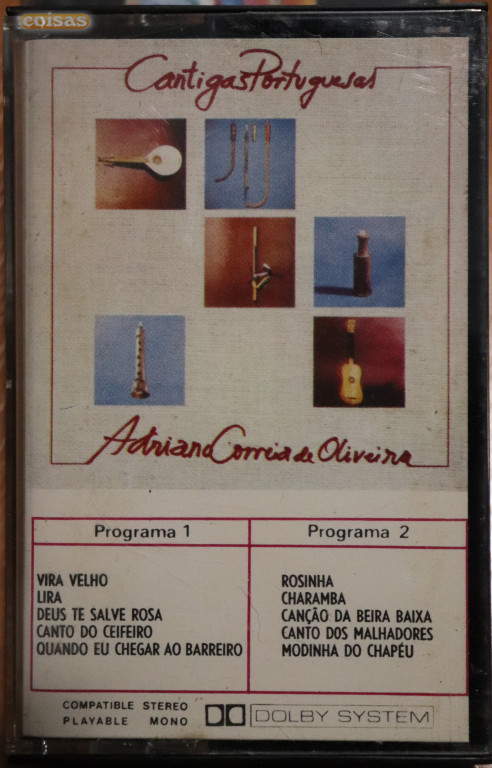 coisas
Cantigas Portuguesas
Adriano Correia de Oliveira
Programa 1
VIRA VELHO
LIRA
DEUS TE SALVE ROSA
CANTO DO CEIFEIRO
QUANDO EU CHEGAR AO BARREIRO
Programa 2
ROSINHA
CHARAMBA
CANÇÃO DA BEIRA BAIXA
CANTO DOS MALHADORES
MODINHA DO CHAPÉU
COMPATIBLE STEREO
PLAYABLE MONO
DOLBY SYSTEM